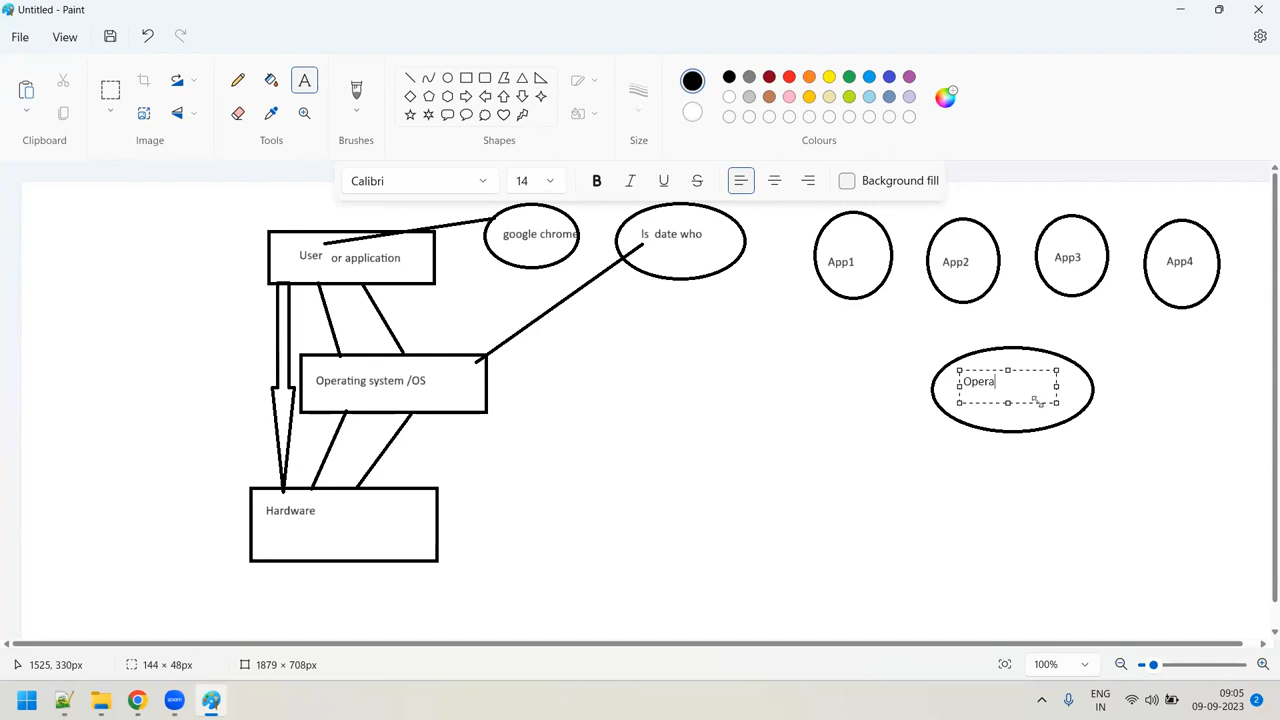 Untitled - Paint
File View
Clipboard
Image
Tools
Brushes
Shapes
Size
Colours
Calibri 14 B I U Background fill
google chrome
ls date who
User or application
App1
App2
App3
App4
Operating system /OS
Opera
Hardware
1525, 330px
144 × 48px
1879 × 708px
100%
ENG
IN
09:05
09-09-2023
2